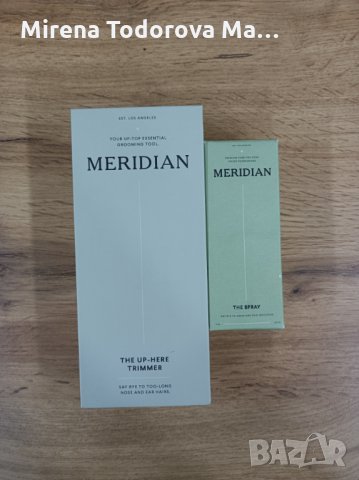 Mirena Todorova Ma...
EST. LOS ANGELES
YOUR UP-TOP ESSENTIAL
GROOMING TOOL.
MERIDIAN
THE UP-HERE
TRIMMER
SAY BYE TO TOO-LONG
NOSE AND EAR HAIRS.
MERIDIAN
THE SPRAY
BAZAR